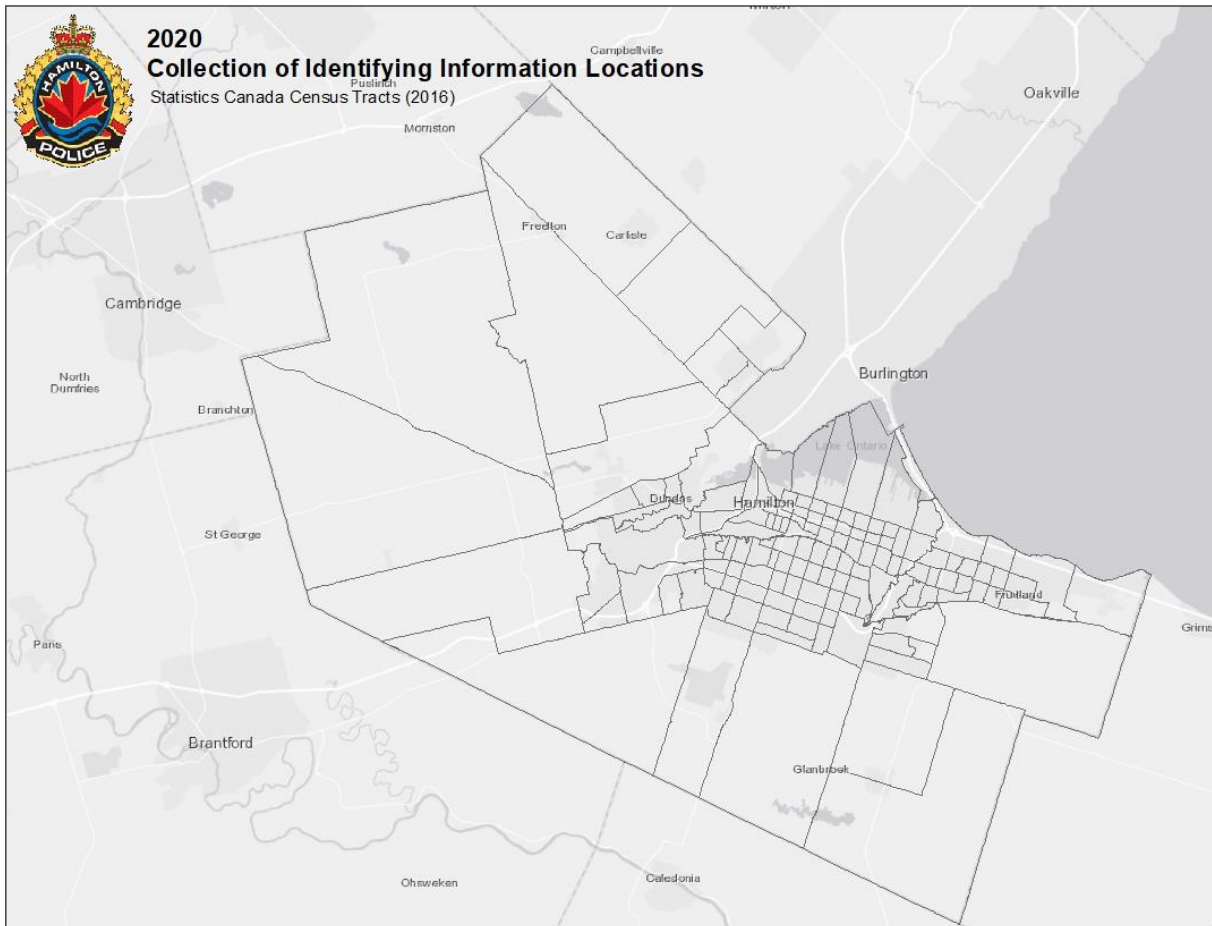 2020
Collection of Identifying Information Locations
Statistics Canada Census Tracts (2016)
HAMILTON
POLICE
Campbellville
Puslinch
Oakville
Morriston
Freelton
Carlisle
Cambridge
North
Dumfries
Burlington
Branchton
Lake Ontario
Dundas
Hamilton
St George
Fruitland
Grims
Paris
Brantford
Glanbrook
Ohsweken
Caledonia